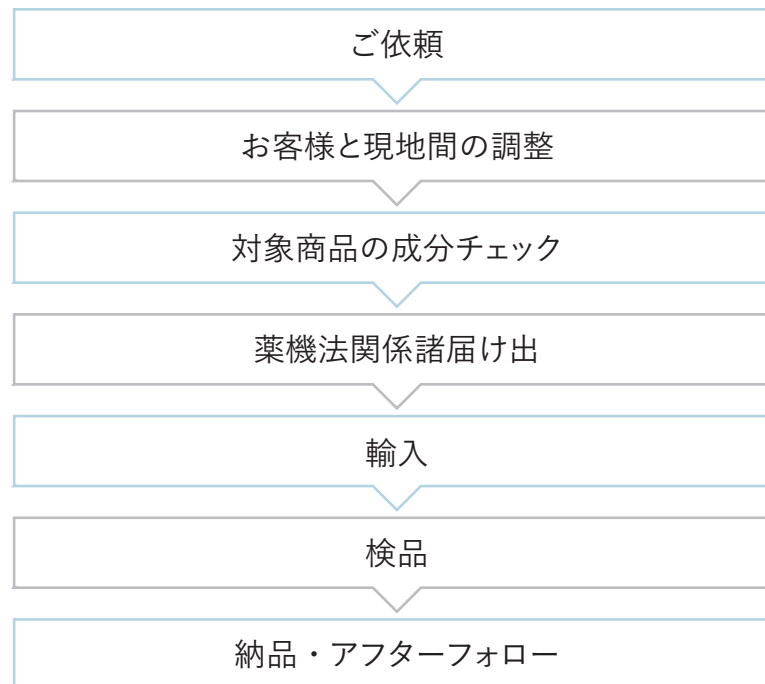 ご依頼
お客様と現地間の調整
対象商品の成分チェック
薬機法関係諸届け出
輸入
検品
納品・アフターフォロー